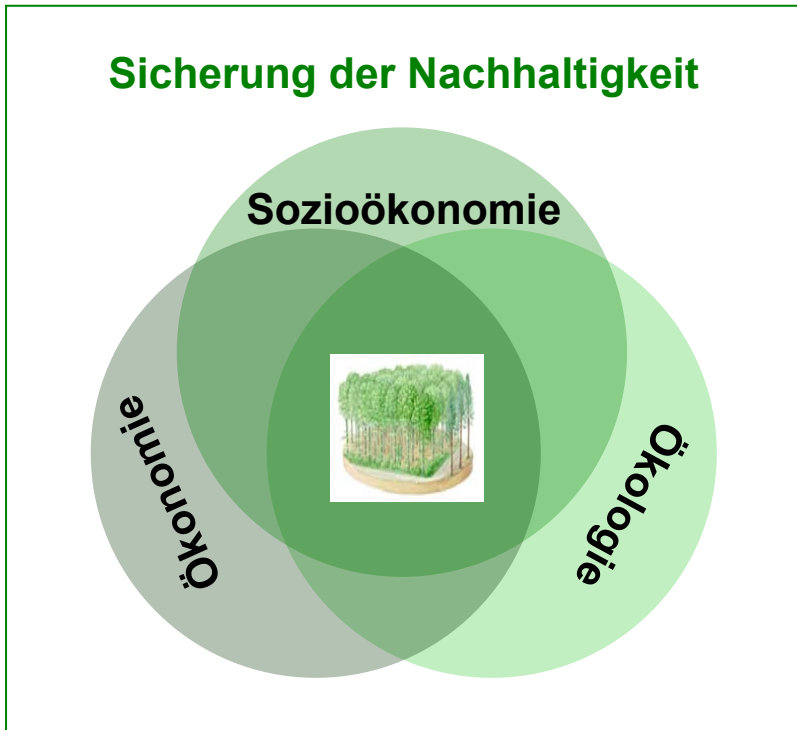 Sicherung der Nachhaltigkeit
Sozioökonomie
Ökonomie
Ökologie